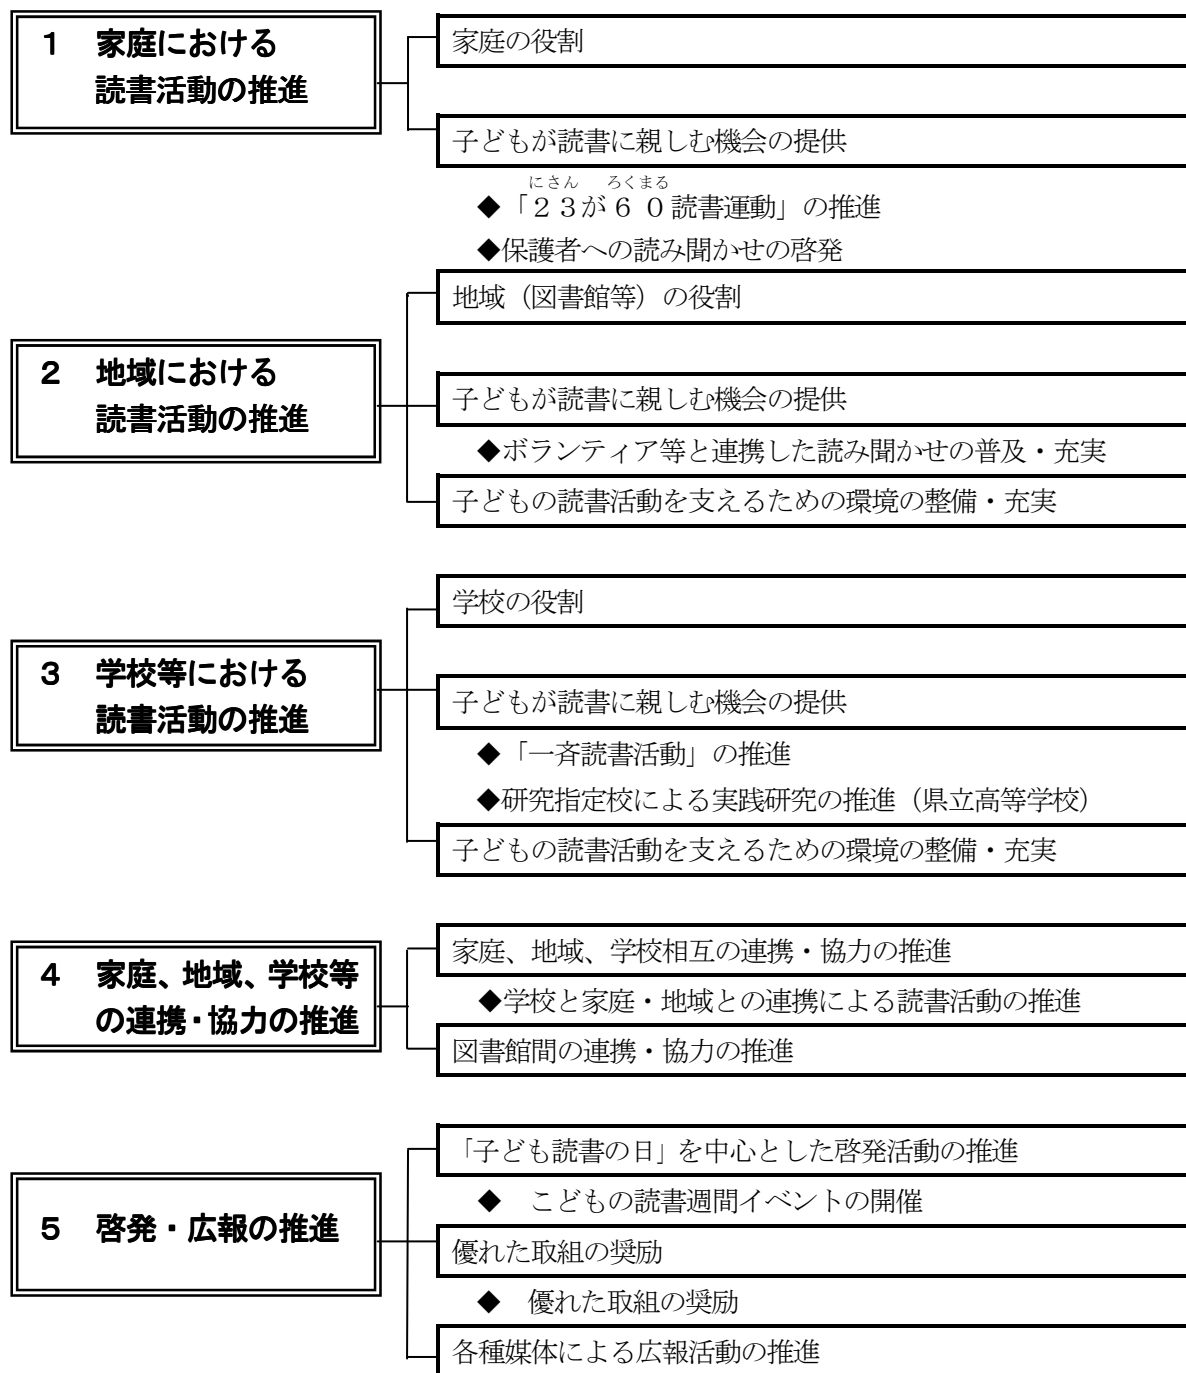 １　家庭における
読書活動の推進
家庭の役割
子どもが読書に親しむ機会の提供
にさん　ろくまる
◆「２３が６０読書運動」の推進
◆保護者への読み聞かせの啓発
２　地域における
読書活動の推進
地域（図書館等）の役割
子どもが読書に親しむ機会の提供
◆ボランティア等と連携した読み聞かせの普及・充実
子どもの読書活動を支えるための環境の整備・充実
３　学校等における
読書活動の推進
学校の役割
子どもが読書に親しむ機会の提供
◆「一斉読書活動」の推進
◆研究指定校による実践研究の推進（県立高等学校）
子どもの読書活動を支えるための環境の整備・充実
４　家庭、地域、学校等
の連携・協力の推進
家庭、地域、学校相互の連携・協力の推進
◆学校と家庭・地域との連携による読書活動の推進
図書館間の連携・協力の推進
５　啓発・広報の推進
「子ども読書の日」を中心とした啓発活動の推進
◆　こどもの読書週間イベントの開催
優れた取組の奨励
◆　優れた取組の奨励
各種媒体による広報活動の推進